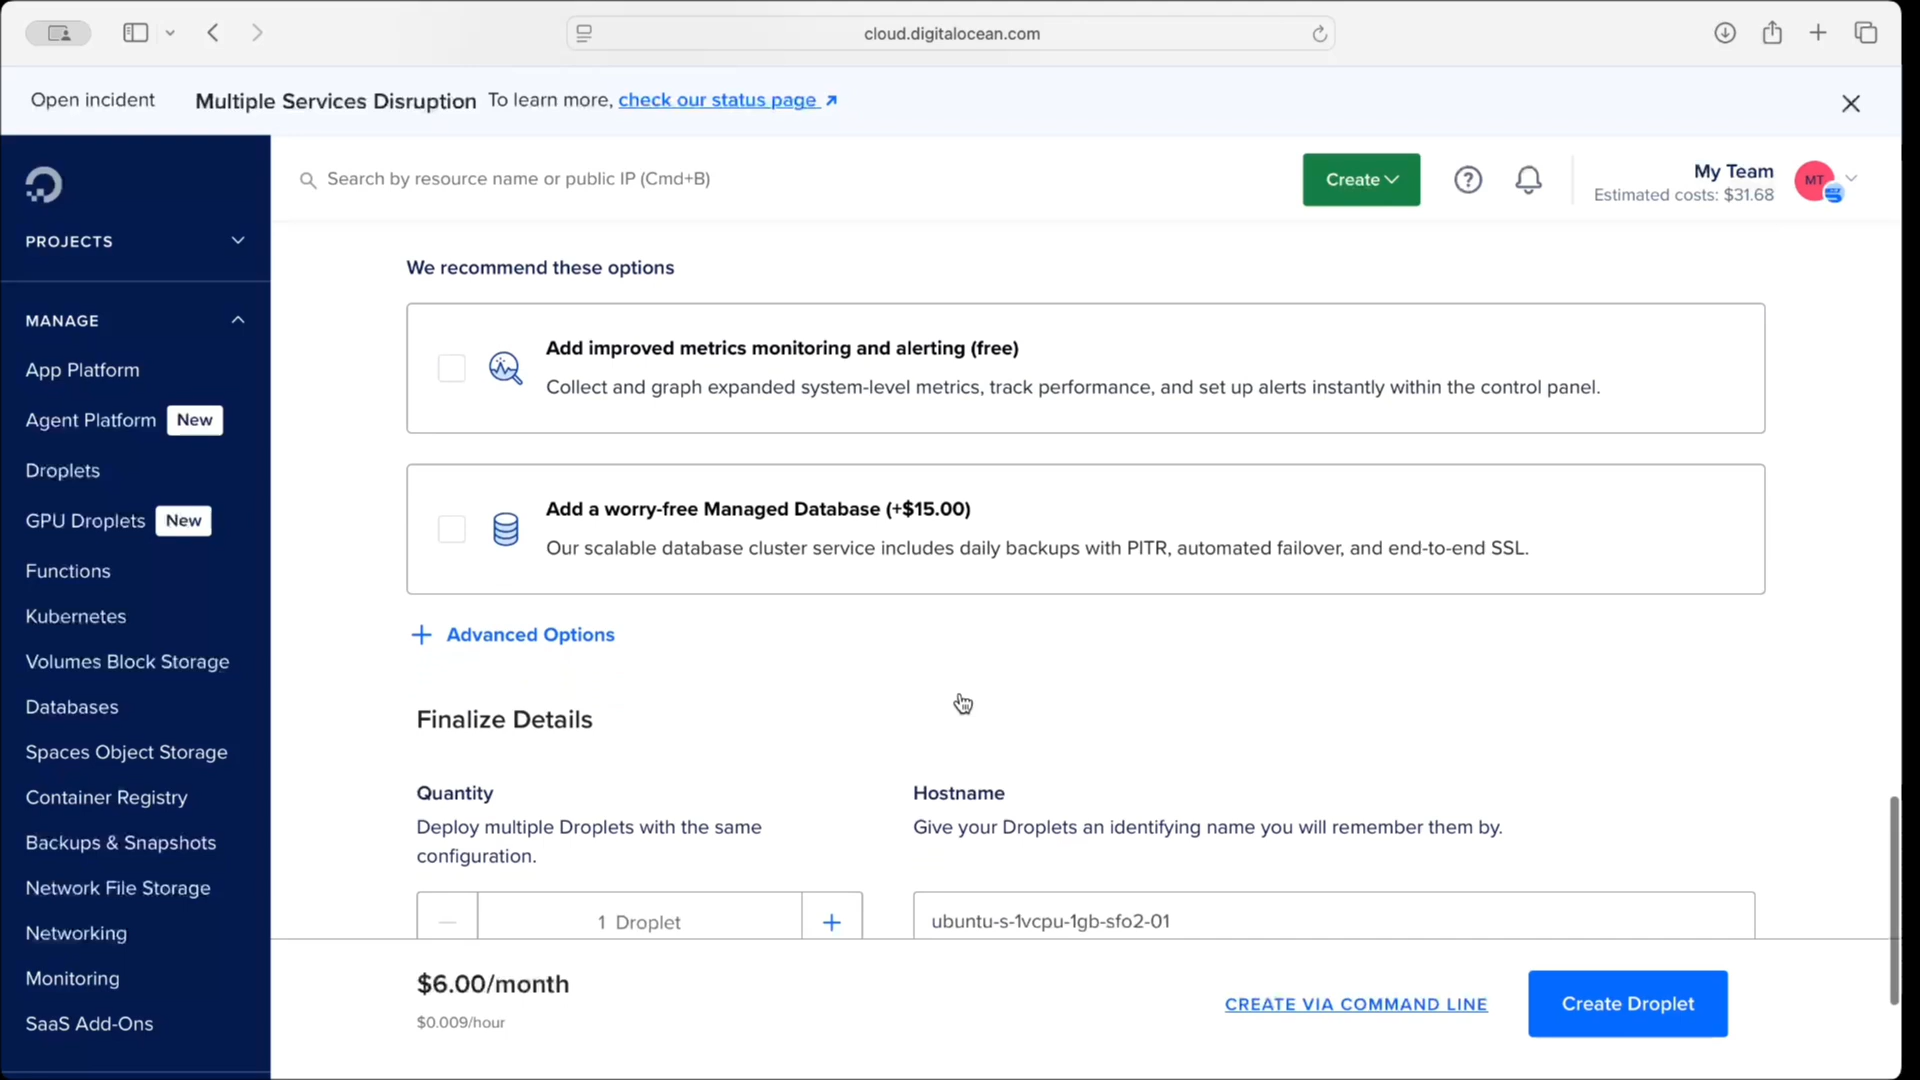 cloud.digitalocean.com
Open incident Multiple Services Disruption To learn more, check our status page ↗
Search by resource name or public IP (Cmd+B)
Create
My Team
Estimated costs: $31.68
MT
PROJECTS
MANAGE
App Platform
Agent Platform New
Droplets
GPU Droplets New
Functions
Kubernetes
Volumes Block Storage
Databases
Spaces Object Storage
Container Registry
Backups & Snapshots
Network File Storage
Networking
Monitoring
SaaS Add-Ons
We recommend these options
Add improved metrics monitoring and alerting (free)
Collect and graph expanded system-level metrics, track performance, and set up alerts instantly within the control panel.
Add a worry-free Managed Database (+$15.00)
Our scalable database cluster service includes daily backups with PITR, automated failover, and end-to-end SSL.
+ Advanced Options
Finalize Details
Quantity
Deploy multiple Droplets with the same
configuration.
1 Droplet
Hostname
Give your Droplets an identifying name you will remember them by.
ubuntu-s-1vcpu-1gb-sfo2-01
$6.00/month
$0.009/hour
CREATE VIA COMMAND LINE
Create Droplet